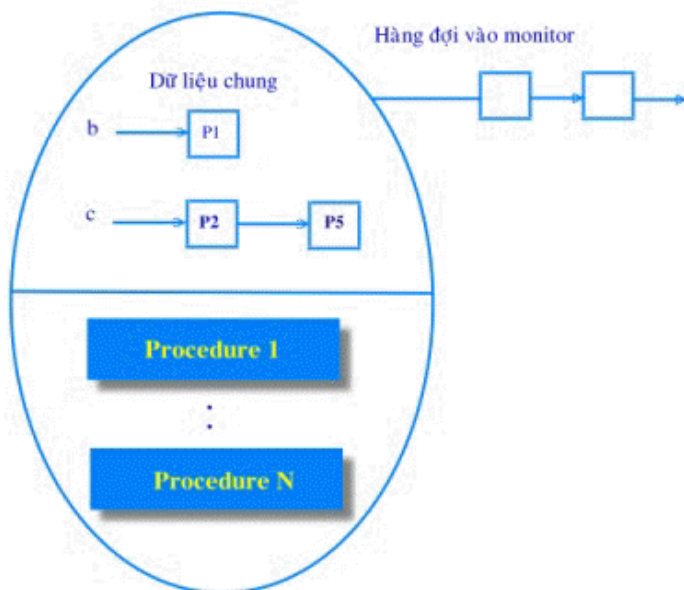 Hàng đợi vào monitor
Dữ liệu chung
b
P1
c
P2
P5
Procedure 1
:
Procedure N